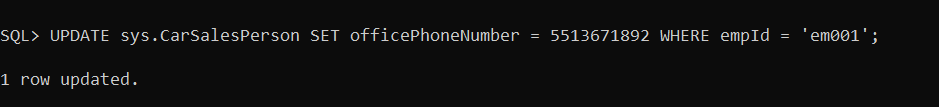 SQL> UPDATE sys.CarSalesPerson SET officePhoneNumber = 5513671892 WHERE empId = 'em001';
1 row updated.